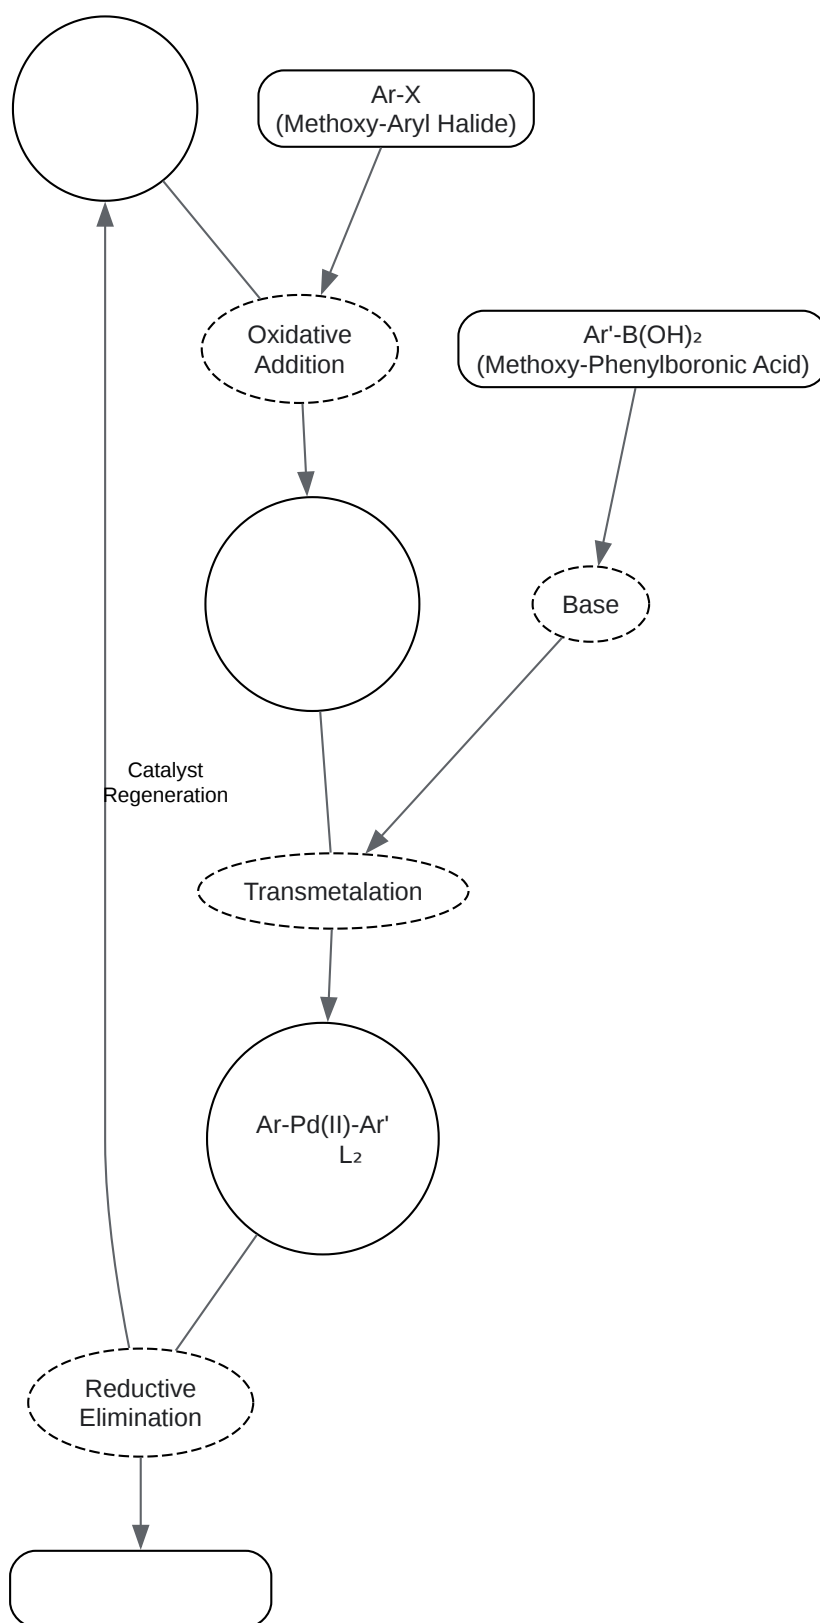 Ar-X
(Methoxy-Aryl Halide)
Oxidative
Addition
Ar'-B(OH)₂
(Methoxy-Phenylboronic Acid)
Base
Catalyst
Regeneration
Transmetalation
Ar-Pd(II)-Ar'
L₂
Reductive
Elimination